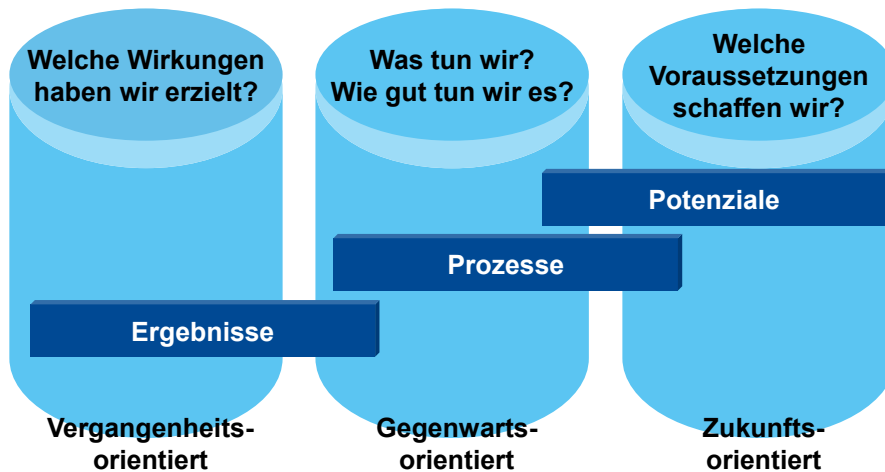 Welche Wirkungen
haben wir erzielt?
Was tun wir?
Wie gut tun wir es?
Welche
Voraussetzungen
schaffen wir?
Potenziale
Prozesse
Ergebnisse
Vergangenheits-
orientiert
Gegenwarts-
orientiert
Zukunfts-
orientiert